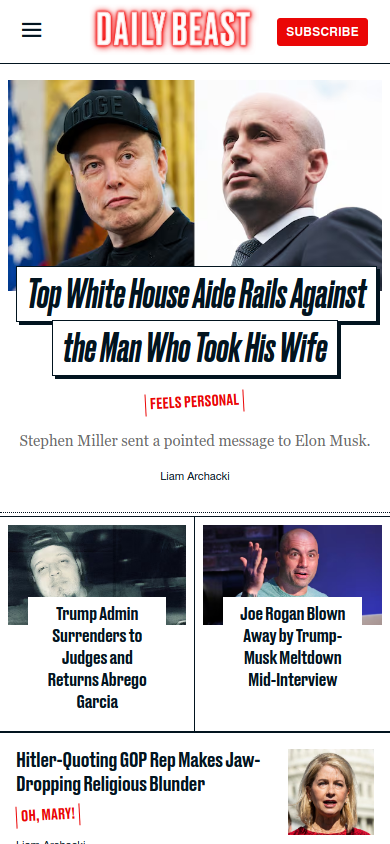 DAILY BEAST
SUBSCRIBE
DOGE
Top White House Aide Rails Against
the Man Who Took His Wife
FEELS PERSONAL
Stephen Miller sent a pointed message to Elon Musk.
Liam Archacki
Trump Admin
Surrenders to
Judges and
Returns Abrego
Garcia
Joe Rogan Blown
Away by Trump-
Musk Meltdown
Mid-Interview
Hitler-Quoting GOP Rep Makes Jaw-
Dropping Religious Blunder
OH, MARY!
Liam Archacki